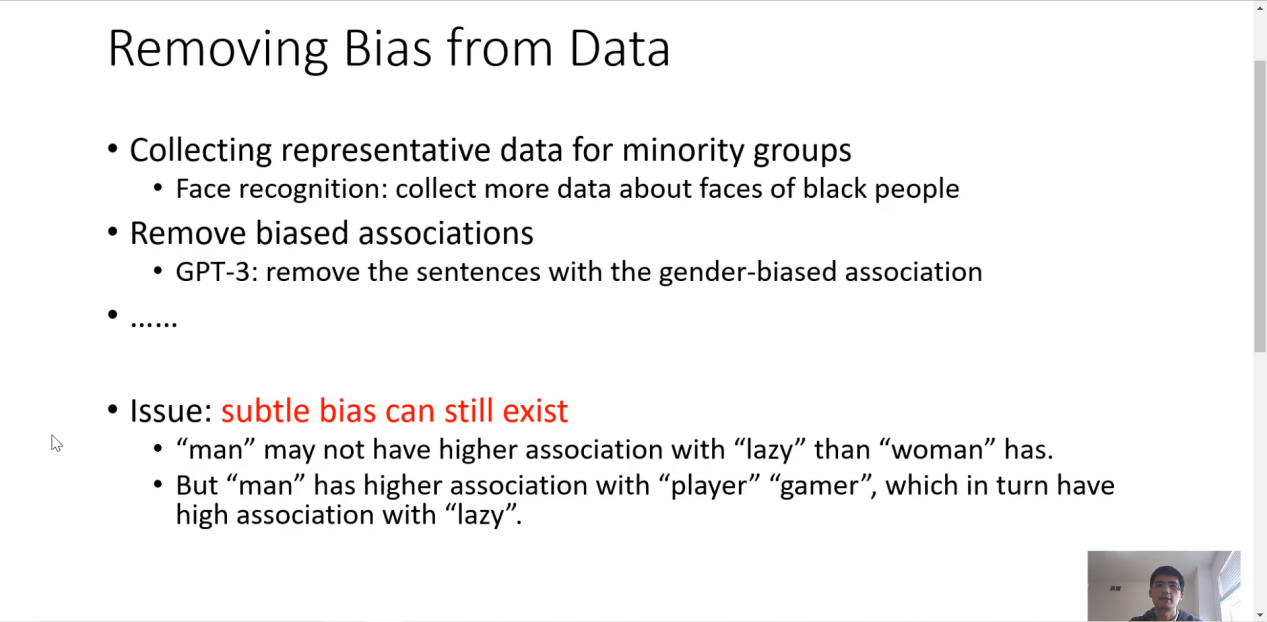 Removing Bias from Data
• Collecting representative data for minority groups
• Face recognition: collect more data about faces of black people
• Remove biased associations
• GPT-3: remove the sentences with the gender-biased association
• ……
• Issue: subtle bias can still exist
• “man” may not have higher association with “lazy” than “woman” has.
• But “man” has higher association with “player” “gamer”, which in turn have
high association with “lazy”.